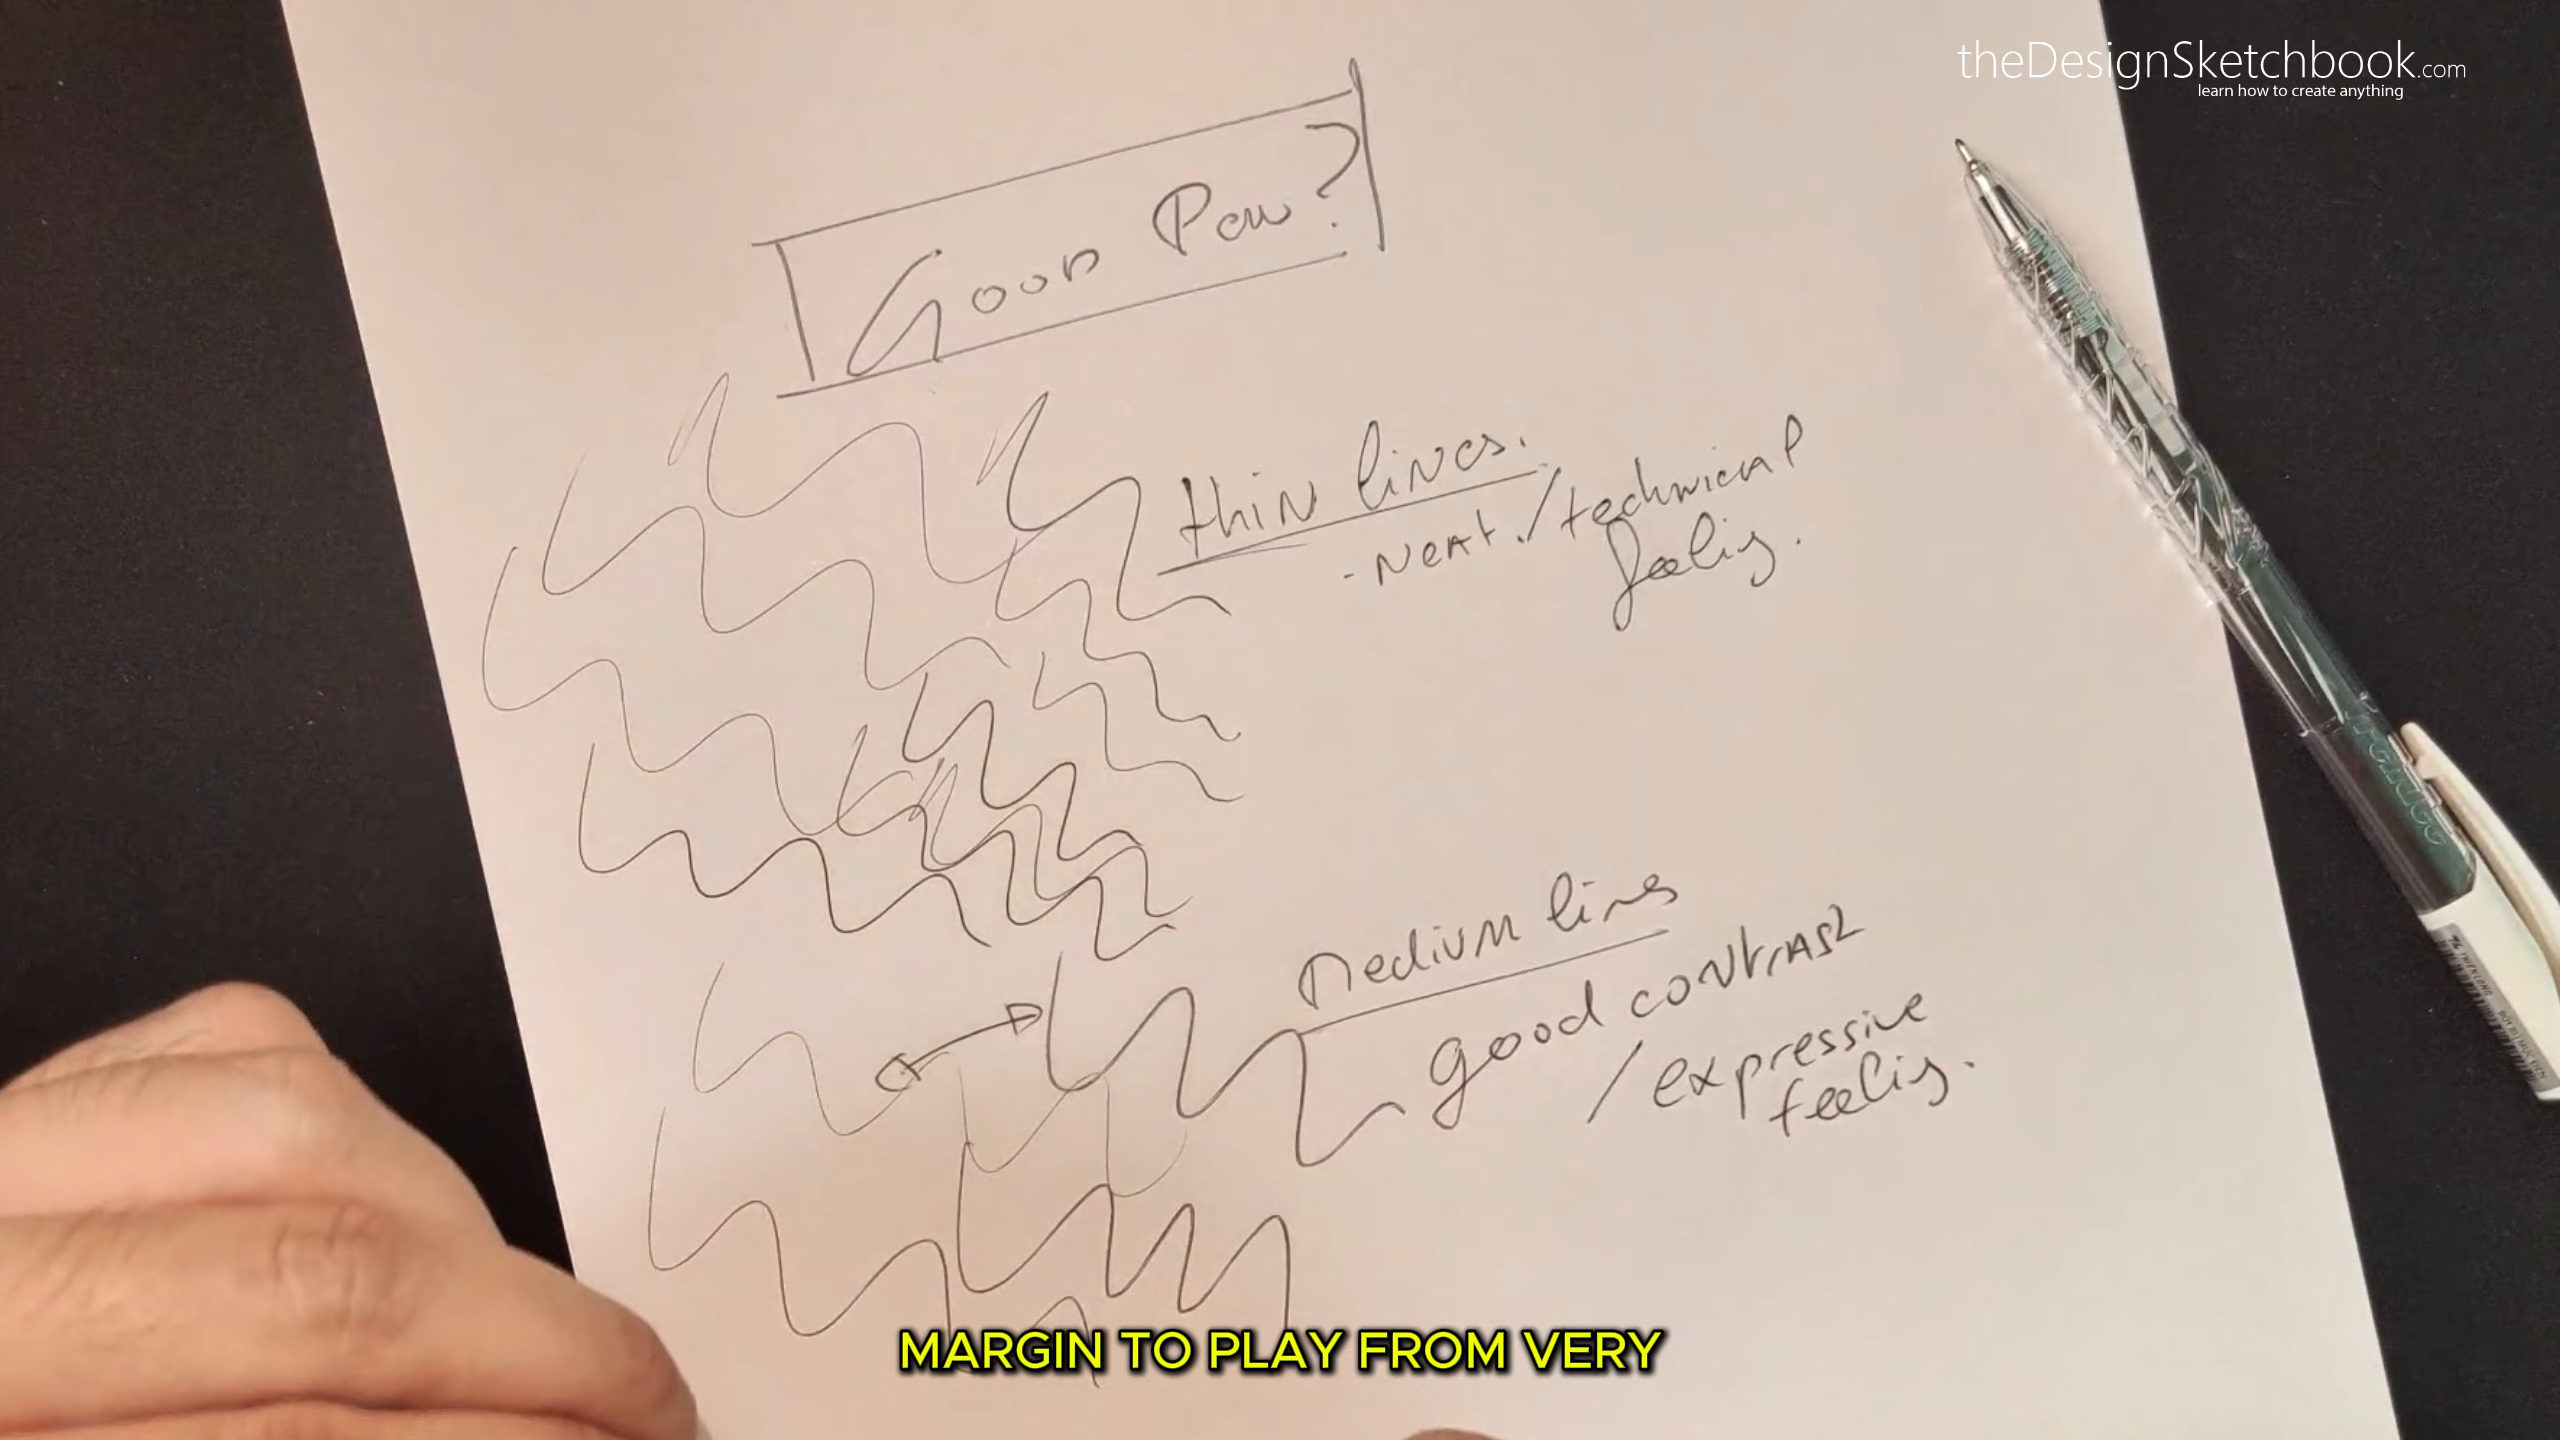 theDesignSketchbook.com
learn how to create anything
Good Pen?
thin lines.
- Neat. / technical
feelig.
Medium lines
good contrast
/ expressive
feelig.
MARGIN TO PLAY FROM VERY